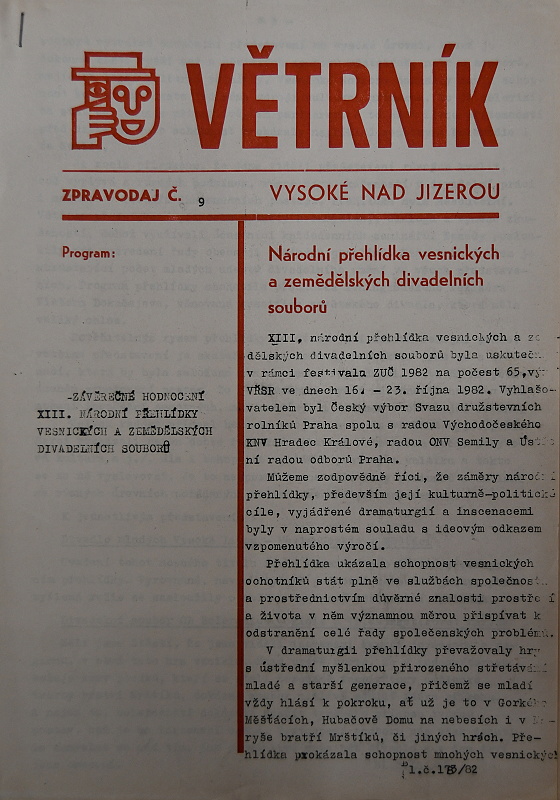 VĚTRNÍK
ZPRAVODAJ Č. 9
VYSOKÉ NAD JIZEROU
Program:
-ZÁVĚREČNÉ HODNOCENÍ
XIII. NÁRODNÍ PŘEHLÍDKY
VESNICKÝCH A ZEMĚDĚLSKÝCH
DIVADELNÍCH SOUBORŮ
Národní přehlídka vesnických
a zemědělských divadelních
souborů
XIII. národní přehlídka vesnických a ze
dělských divadelních souborů byla uskuteč
v rámci festivalu ZUČ 1982 na počest 65.vý
VŘSR ve dnech 16. - 23. října 1982. Vyhlašo-
vatelem byl Český výbor Svazu družstevních
rolníků Praha spolu s radou Východočeského
KNV Hradec Králové, radou ONV Semily a Úst
ní radou odborů Praha.
Můžeme zodpovědně říci, že záměry národní
přehlídky, především její kulturně-politické
cíle, vyjádřené dramaturgií a inscenacemi
byly v naprostém souladu s ideovým odkazem
vzpomenutého výročí.
Přehlídka ukázala schopnost vesnických
ochotníků stát plně ve službách společnost
a prostřednictvím důvěrné znalosti prostředí
a života v něm významnou měrou přispívat k
odstranění celé řady společenských problémů.
V dramaturgii přehlídky převažovaly hry
s ústřední myšlenkou přirozeného střetávání
mladé a starší generace, přičemž se mladí
vždy hlásí k pokroku, ať už je to v Gorkého
Měšťácích, Hubačově Domu na nebesích i v
ryše bratří Mrštíků, či jiných hrách. Pře-
hlídka prokázala schopnost mnohých vesnických